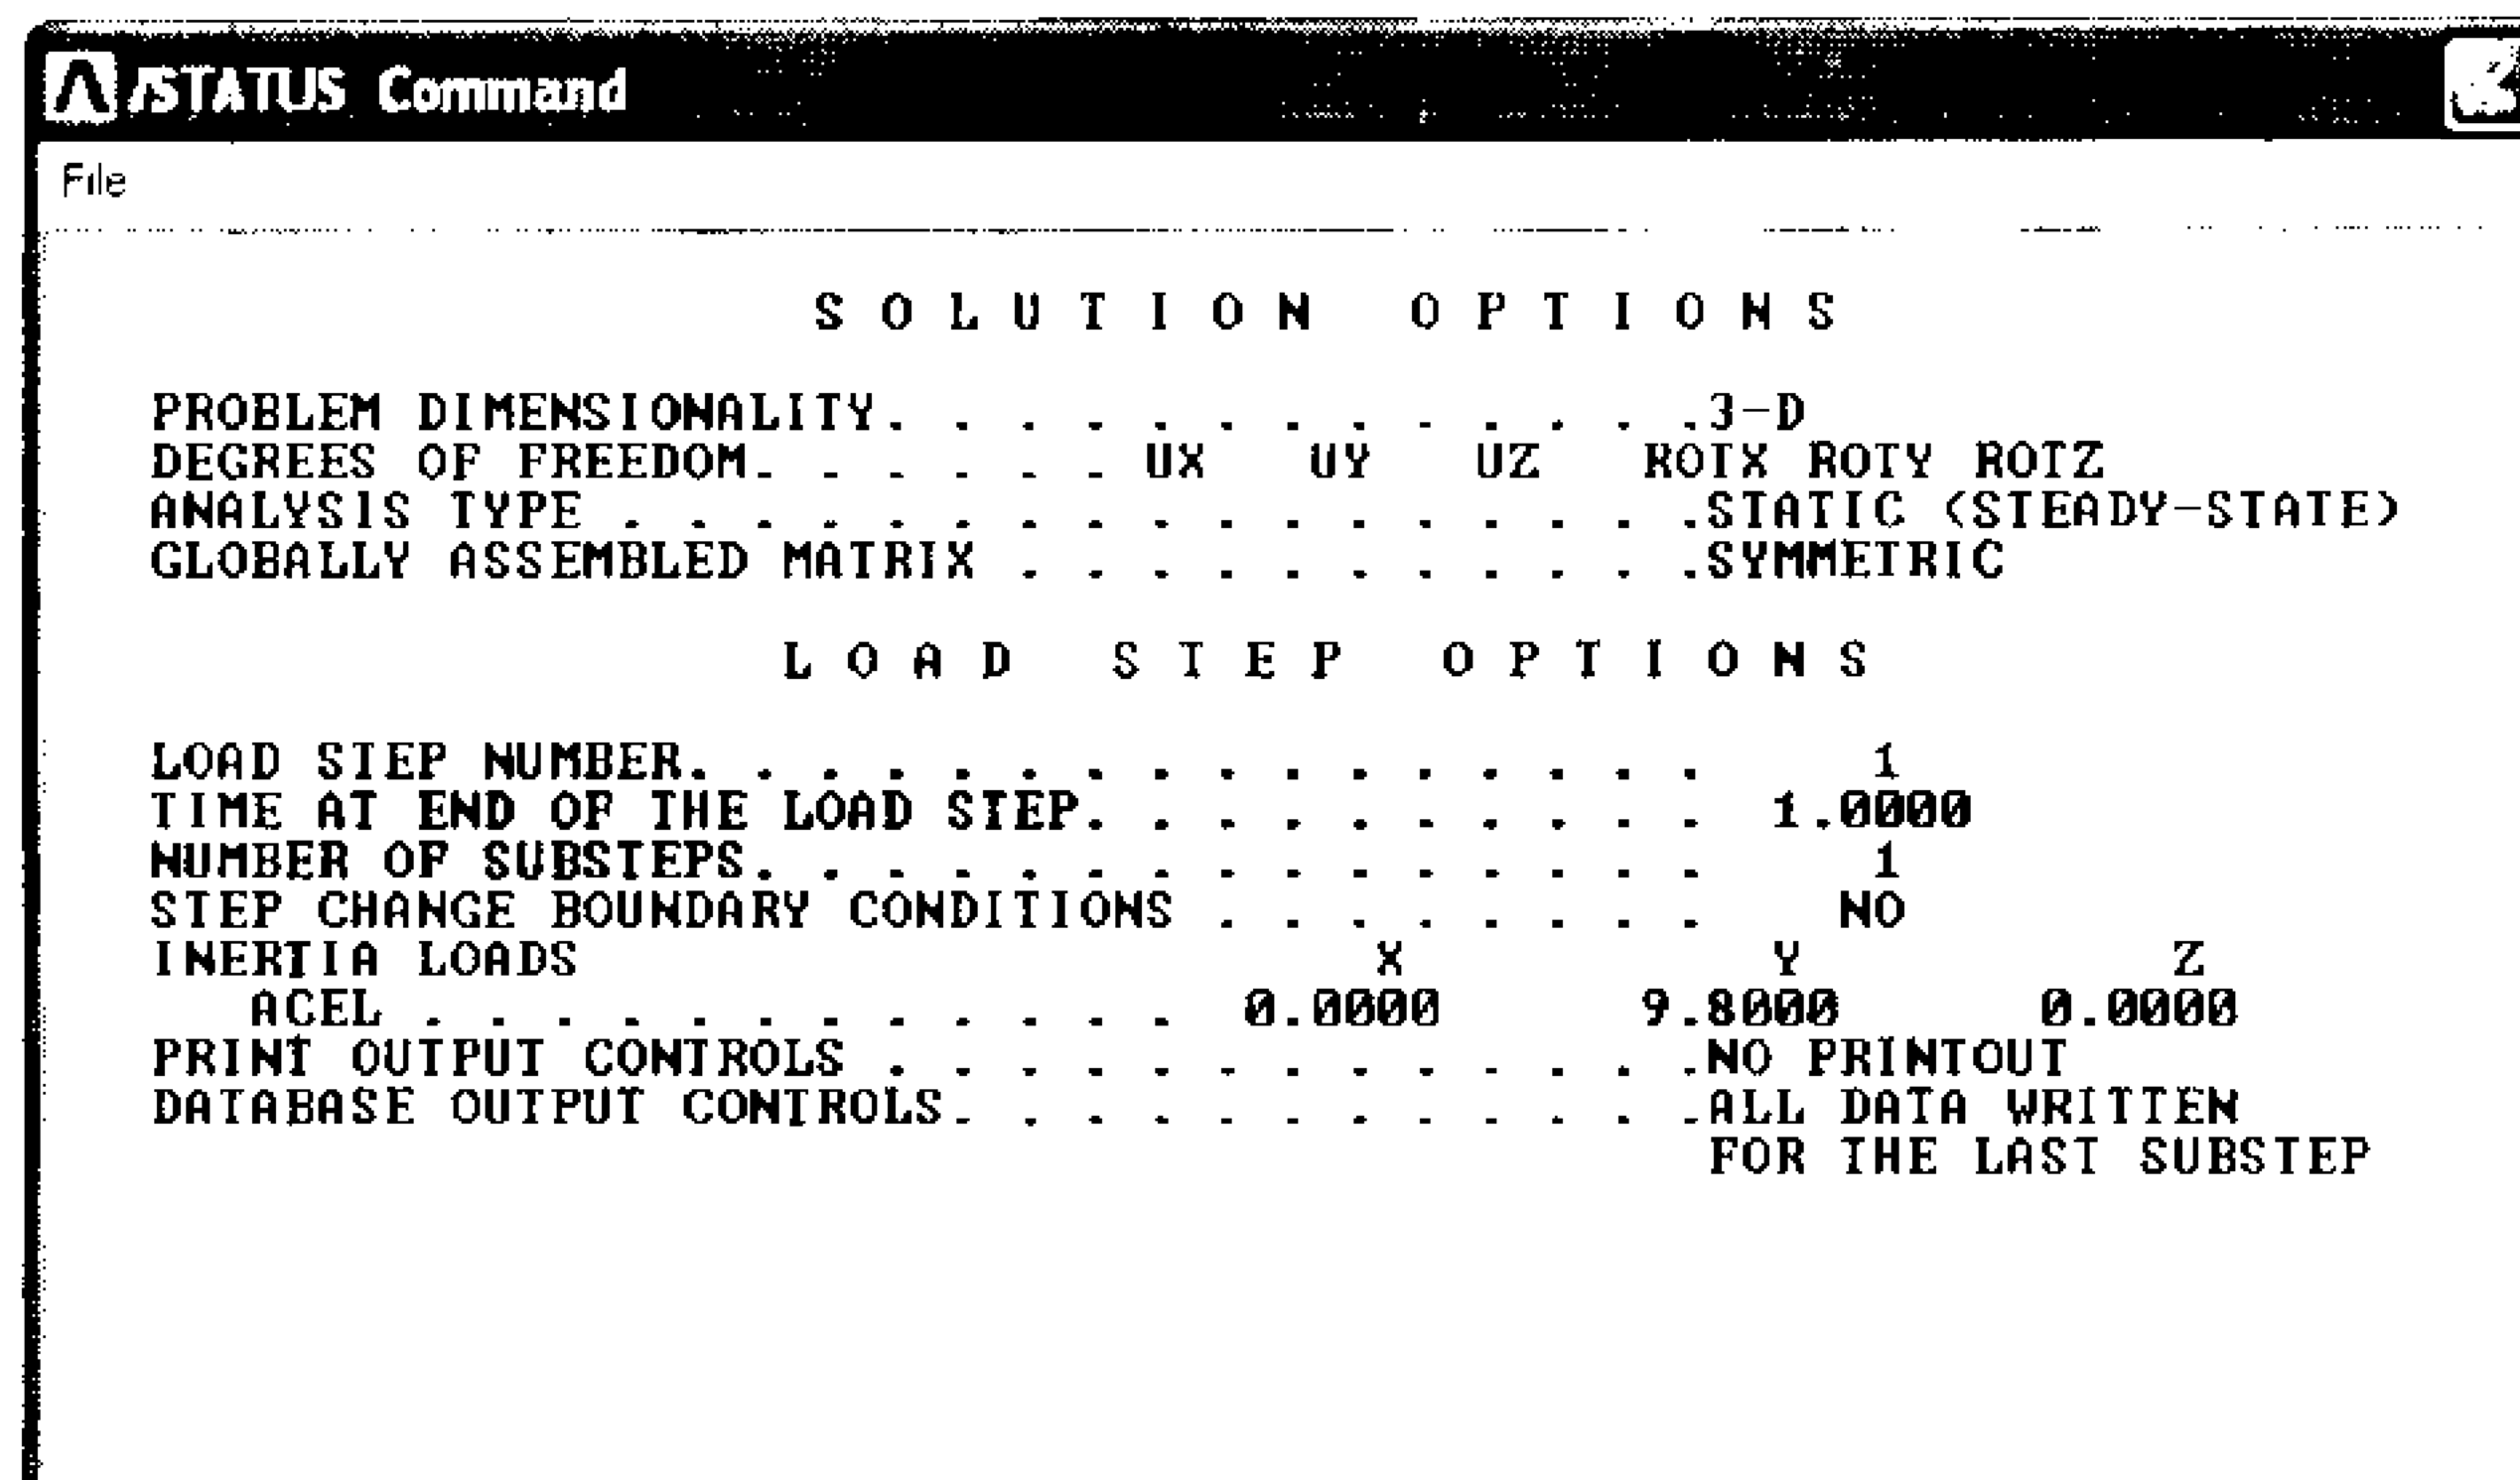 /STATUS Command
File
S O L U T I O N   O P T I O N S
PROBLEM DIMENSIONALITY. . . . . . . . . . . . .3-D
DEGREES OF FREEDOM. . . . . . UX   UY   UZ   ROTX ROTY ROTZ
ANALYSIS TYPE . . . . . . . . . . . . . . . . .STATIC (STEADY-STATE)
GLOBALLY ASSEMBLED MATRIX . . . . . . . . . . .SYMMETRIC
L O A D   S T E P   O P T I O N S
LOAD STEP NUMBER. . . . . . . . . . . . . . . .     1
TIME AT END OF THE LOAD STEP. . . . . . . . . .  1.0000
NUMBER OF SUBSTEPS. . . . . . . . . . . . . . .     1
STEP CHANGE BOUNDARY CONDITIONS . . . . . . . .    NO
INERTIA LOADS                        X           Y           Z
ACEL . . . . . . . . . . . .  0.0000      9.8000      0.0000
PRINT OUTPUT CONTROLS . . . . . . . . . . . . .NO PRINTOUT
DATABASE OUTPUT CONTROLS. . . . . . . . . . . .ALL DATA WRITTEN
FOR THE LAST SUBSTEP